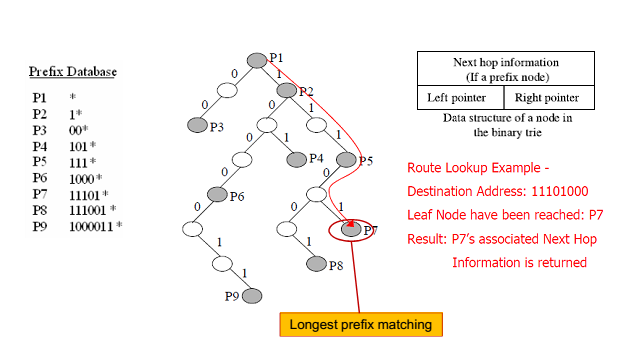 Prefix Database
P1 *
P2 1*
P3 00*
P4 101*
P5 111*
P6 1000*
P7 11101*
P8 111001*
P9 1000011*
P1
0 1
P2
0 0 1
P3
0 1 1
P4
P5
0 0
P6
0 0 1
P7
1 1
P8
1
P9
Longest prefix matching
Next hop information
(If a prefix node)
Left pointer Right pointer
Data structure of a node in
the binary trie
Route Lookup Example -
Destination Address: 11101000
Leaf Node have been reached: P7
Result: P7's associated Next Hop
Information is returned